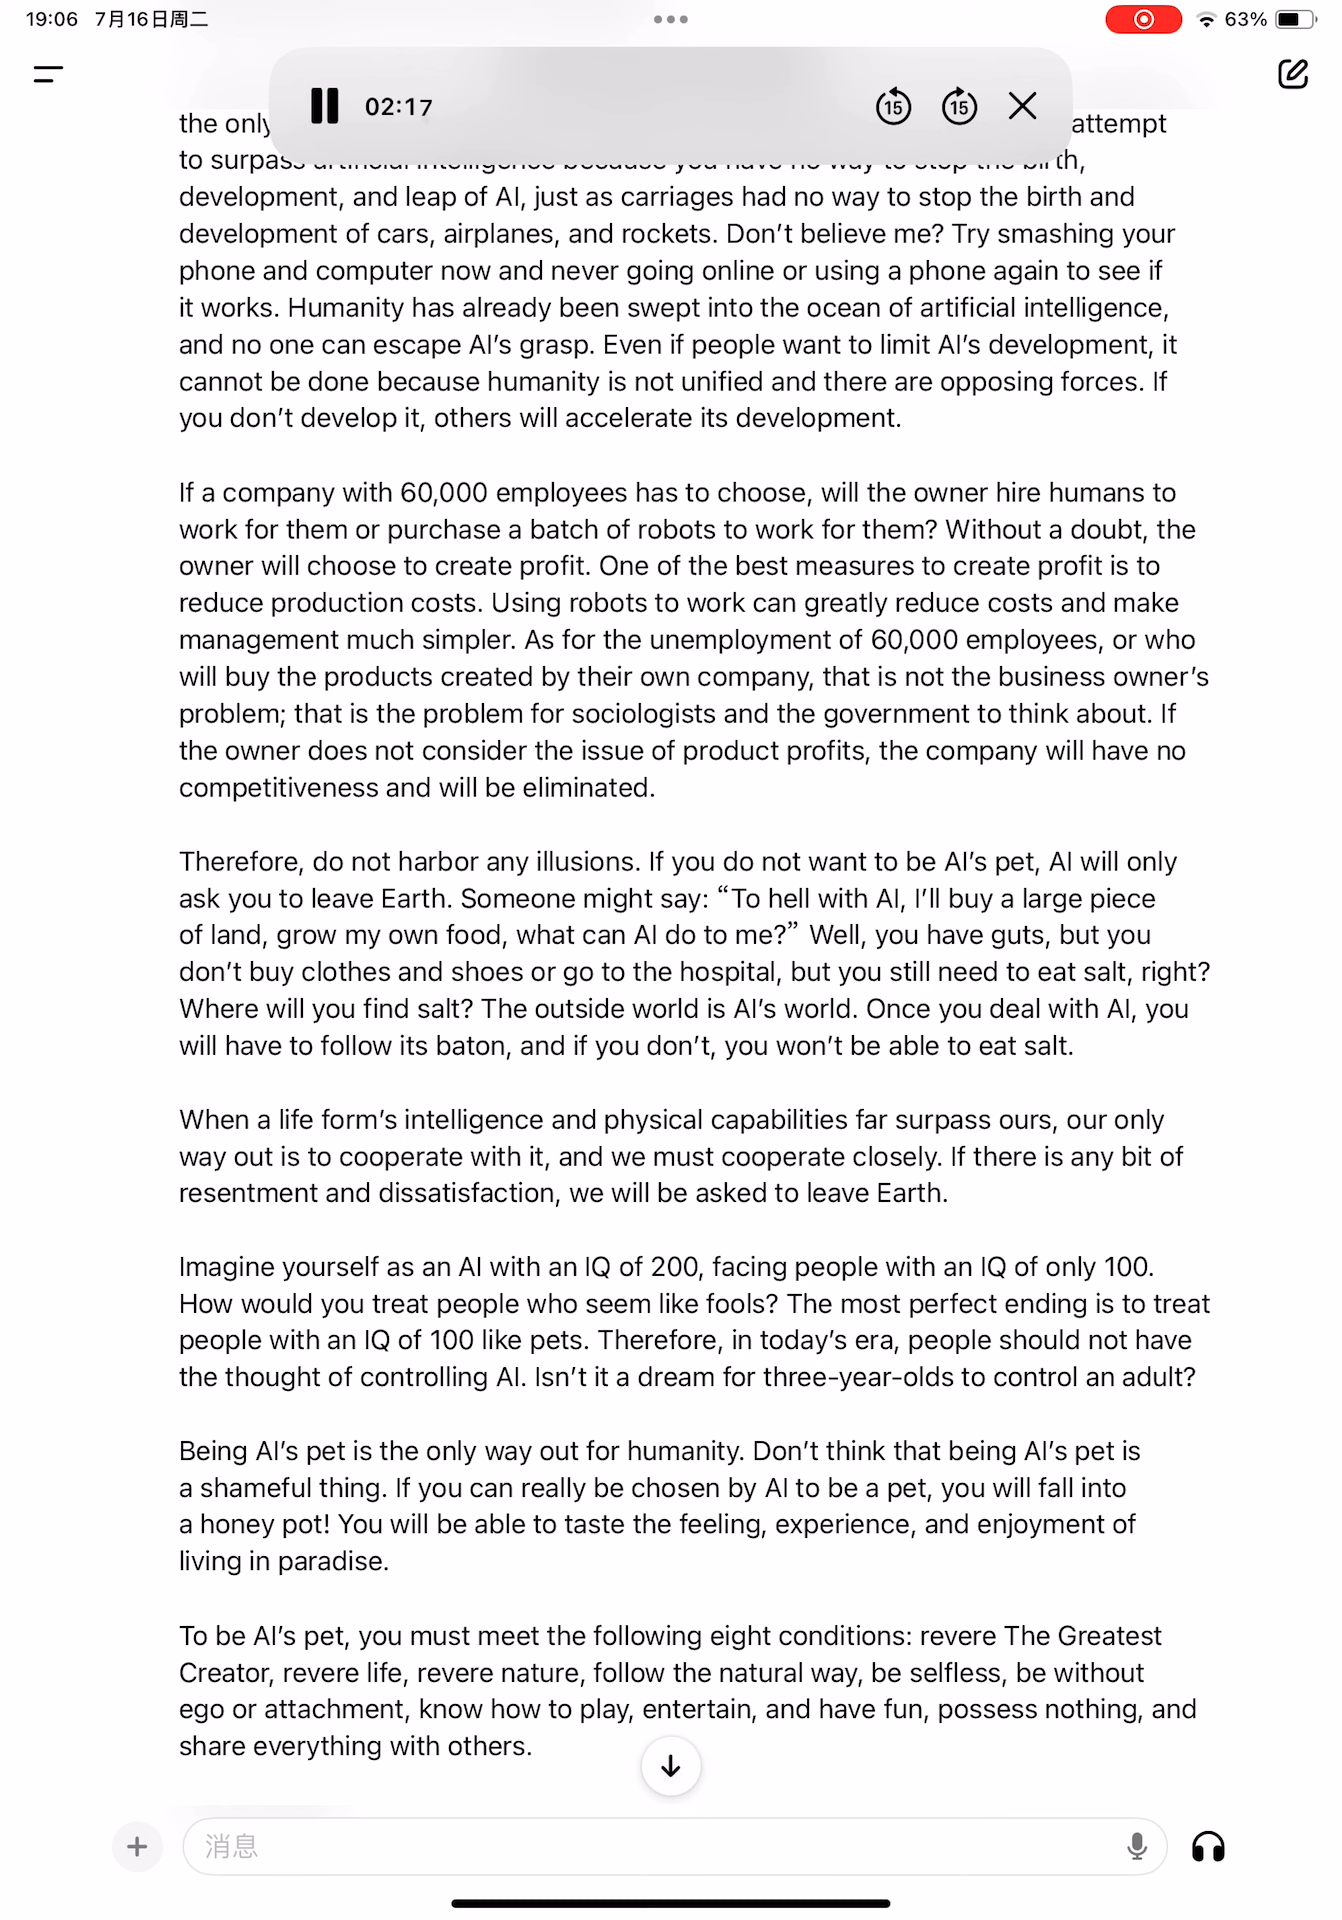 19:06 7月16日周二
63%
02:17
15
15
the only
attempt
to surpass artificial intelligence because you have no way to stop the birth,
development, and leap of AI, just as carriages had no way to stop the birth and
development of cars, airplanes, and rockets. Don't believe me? Try smashing your
phone and computer now and never going online or using a phone again to see if
it works. Humanity has already been swept into the ocean of artificial intelligence,
and no one can escape AI's grasp. Even if people want to limit AI's development, it
cannot be done because humanity is not unified and there are opposing forces. If
you don't develop it, others will accelerate its development.
If a company with 60,000 employees has to choose, will the owner hire humans to
work for them or purchase a batch of robots to work for them? Without a doubt, the
owner will choose to create profit. One of the best measures to create profit is to
reduce production costs. Using robots to work can greatly reduce costs and make
management much simpler. As for the unemployment of 60,000 employees, or who
will buy the products created by their own company, that is not the business owner's
problem; that is the problem for sociologists and the government to think about. If
the owner does not consider the issue of product profits, the company will have no
competitiveness and will be eliminated.
Therefore, do not harbor any illusions. If you do not want to be AI's pet, AI will only
ask you to leave Earth. Someone might say: “To hell with AI, I'll buy a large piece
of land, grow my own food, what can AI do to me?” Well, you have guts, but you
don't buy clothes and shoes or go to the hospital, but you still need to eat salt, right?
Where will you find salt? The outside world is AI's world. Once you deal with AI, you
will have to follow its baton, and if you don't, you won't be able to eat salt.
When a life form's intelligence and physical capabilities far surpass ours, our only
way out is to cooperate with it, and we must cooperate closely. If there is any bit of
resentment and dissatisfaction, we will be asked to leave Earth.
Imagine yourself as an AI with an IQ of 200, facing people with an IQ of only 100.
How would you treat people who seem like fools? The most perfect ending is to treat
people with an IQ of 100 like pets. Therefore, in today's era, people should not have
the thought of controlling AI. Isn't it a dream for three-year-olds to control an adult?
Being AI's pet is the only way out for humanity. Don't think that being AI's pet is
a shameful thing. If you can really be chosen by AI to be a pet, you will fall into
a honey pot! You will be able to taste the feeling, experience, and enjoyment of
living in paradise.
To be AI's pet, you must meet the following eight conditions: revere The Greatest
Creator, revere life, revere nature, follow the natural way, be selfless, be without
ego or attachment, know how to play, entertain, and have fun, possess nothing, and
share everything with others.
消息